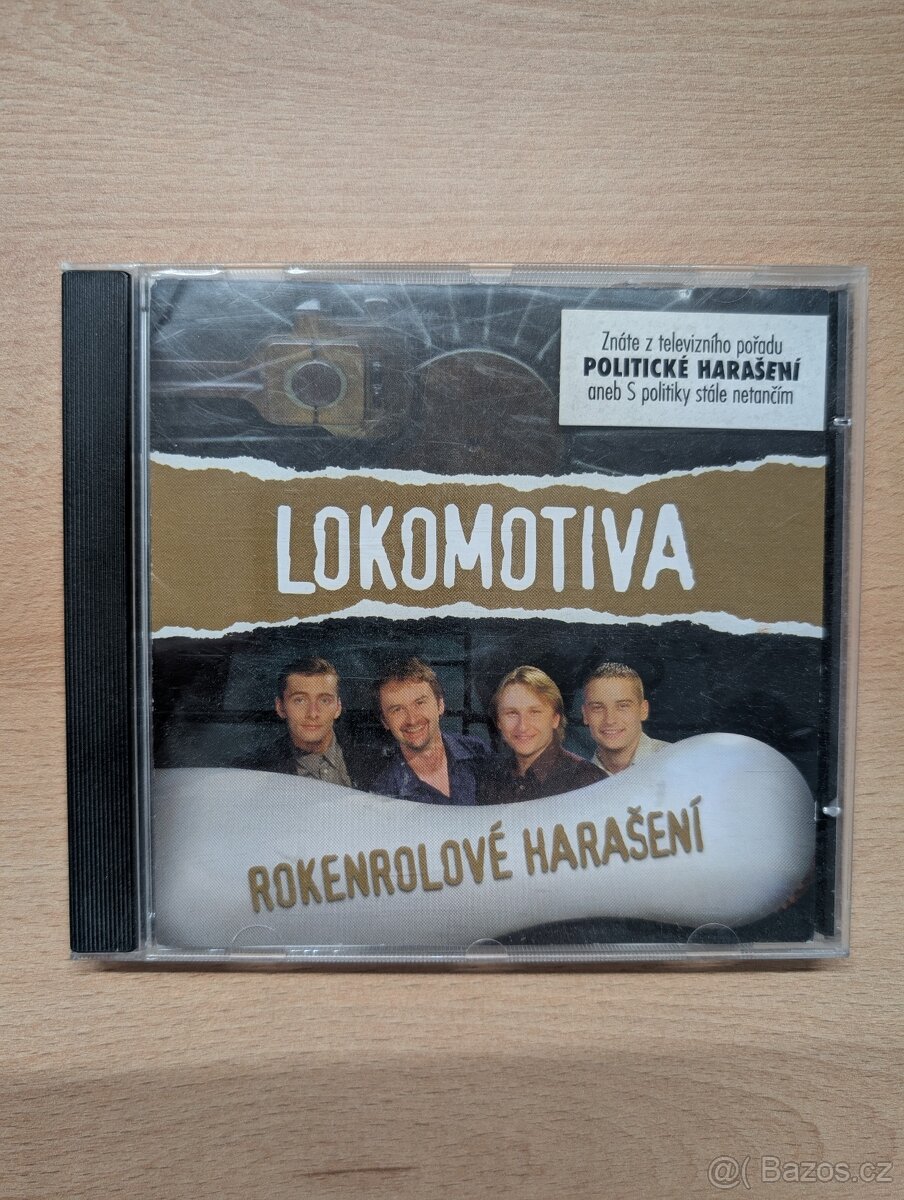 Znáte z televizního pořadu
POLITICKÉ HARAŠENÍ
aneb S politiky stále netančím
LOKOMOTIVA
ROKENROLOVÉ HARAŠENÍ
@( Bazos.cz